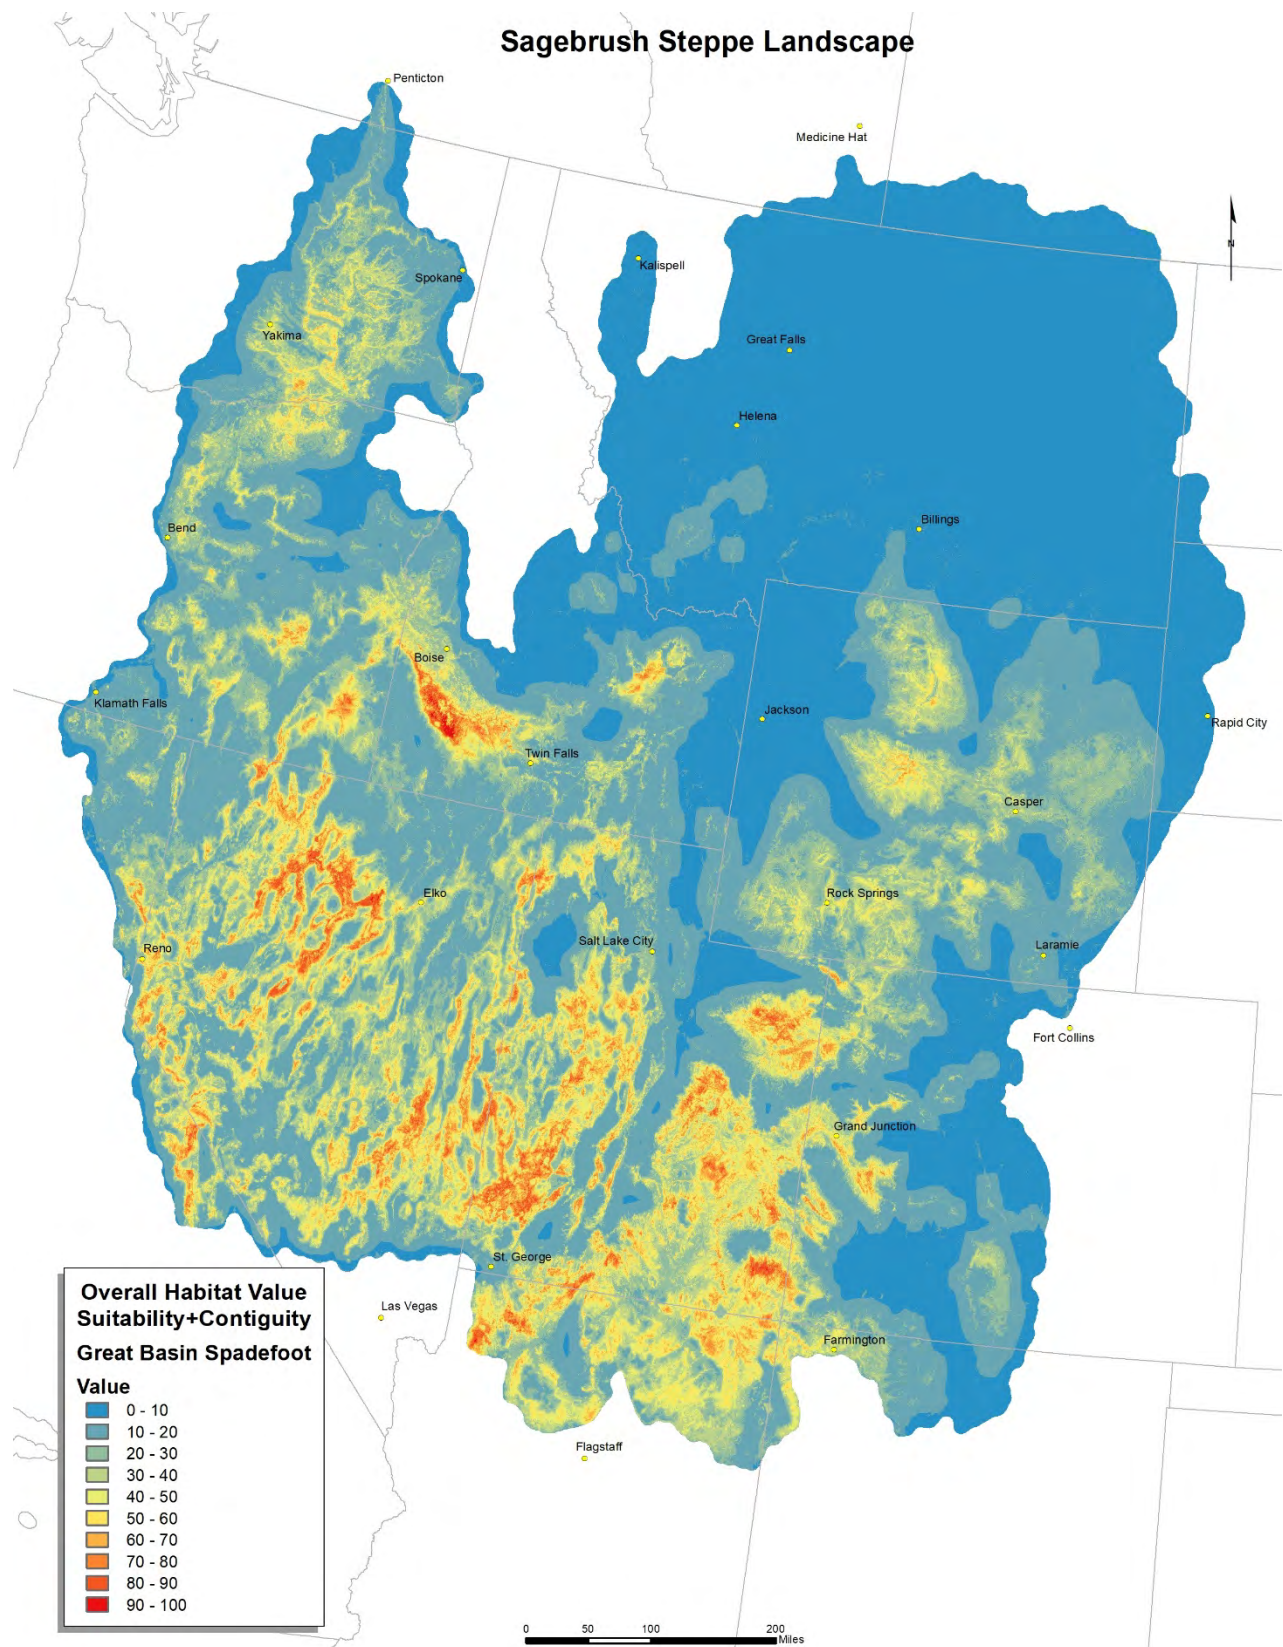 Sagebrush Steppe Landscape
Penticton
Medicine Hat
N
Spokane
Kalispell
Yakima
Great Falls
Helena
Bend
Billings
Boise
Klamath Falls
Jackson
Rapid City
Twin Falls
Casper
Elko
Rock Springs
Reno
Salt Lake City
Laramie
Fort Collins
Grand Junction
St. George
Las Vegas
Farmington
Flagstaff
Overall Habitat Value
Suitability+Contiguity
Great Basin Spadefoot
Value
0 - 10
10 - 20
20 - 30
30 - 40
40 - 50
50 - 60
60 - 70
70 - 80
80 - 90
90 - 100
0 50 100 200
Miles